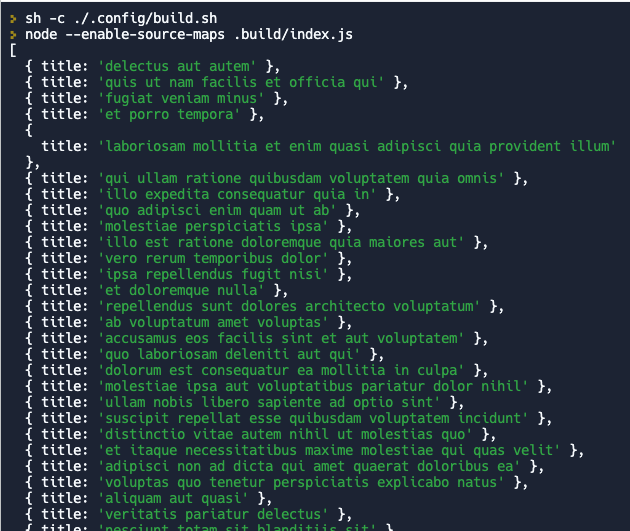 sh -c ./.config/build.sh
node --enable-source-maps .build/index.js
[
{ title: 'delectus aut autem' },
{ title: 'quis ut nam facilis et officia qui' },
{ title: 'fugiat veniam minus' },
{ title: 'et porro tempora' },
{
title: 'laboriosam mollitia et enim quasi adipisci quia provident illum'
},
{ title: 'qui ullam ratione quibusdam voluptatem quia omnis' },
{ title: 'illo expedita consequatur quia in' },
{ title: 'quo adipisci enim quam ut ab' },
{ title: 'molestiae perspiciatis ipsa' },
{ title: 'illo est ratione doloremque quia maiores aut' },
{ title: 'vero rerum temporibus dolor' },
{ title: 'ipsa repellendus fugit nisi' },
{ title: 'et doloremque nulla' },
{ title: 'repellendus sunt dolores architecto voluptatum' },
{ title: 'ab voluptatum amet voluptas' },
{ title: 'accusamus eos facilis sint et aut voluptatem' },
{ title: 'quo laboriosam deleniti aut qui' },
{ title: 'dolorum est consequatur ea mollitia in culpa' },
{ title: 'molestiae ipsa aut voluptatibus pariatur dolor nihil' },
{ title: 'ullam nobis libero sapiente ad optio sint' },
{ title: 'suscipit repellat esse quibusdam voluptatem incidunt' },
{ title: 'distinctio vitae autem nihil ut molestias quo' },
{ title: 'et itaque necessitatibus maxime molestiae qui quas velit' },
{ title: 'adipisci non ad dicta qui amet quaerat doloribus ea' },
{ title: 'voluptas quo tenetur perspiciatis explicabo natus' },
{ title: 'aliquam aut quasi' },
{ title: 'veritatis pariatur delectus' },
{ title: 'nesciunt totam sit blanditiis sit' },